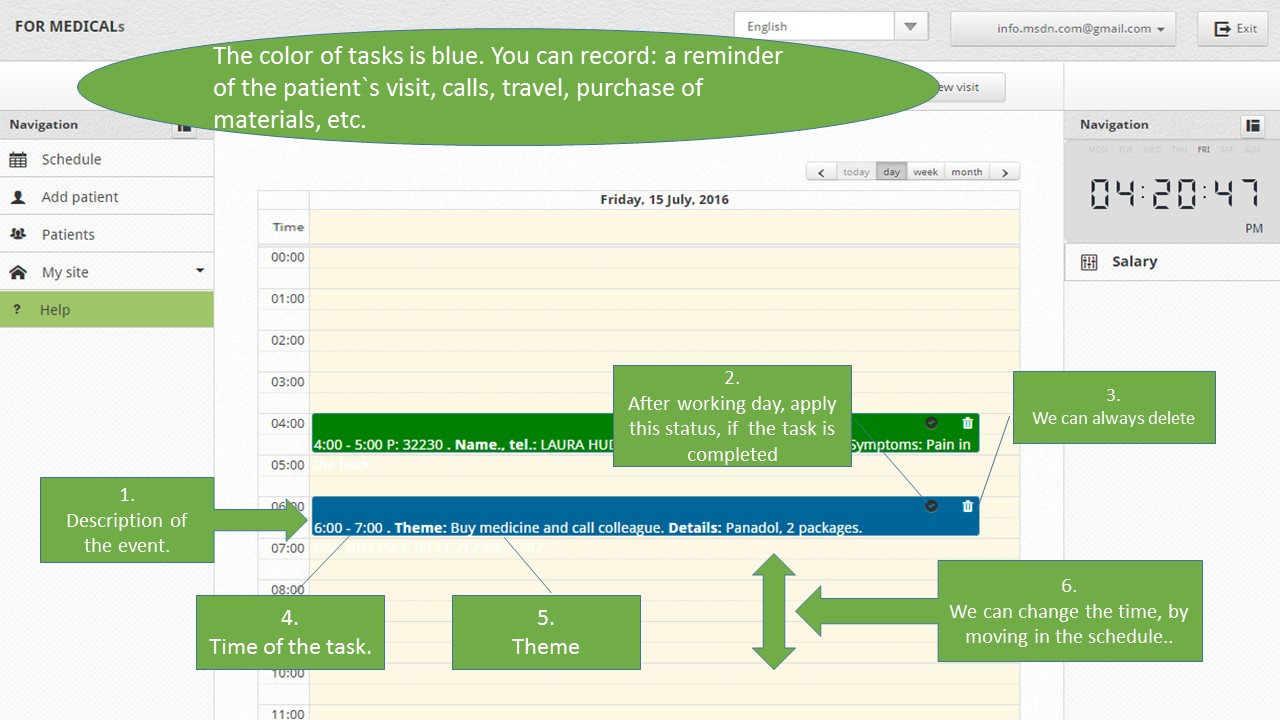 FOR MEDICALs
English
info.msdn.com@gmail.com
Exit
The color of tasks is blue. You can record: a reminder
of the patient`s visit, calls, travel, purchase of
materials, etc.
visit
Navigation
Schedule
Add patient
Patients
My site
? Help
today day week month
Friday, 15 July, 2016
Time
00:00
01:00
02:00
03:00
04:00
4:00 - 5:00 P: 32230 . Name., tel.: LAURA
Symptoms: Pain in
the back
05:00
06:00
6:00 - 7:00 . Theme: Buy medicine and call colleague. Details: Panadol, 2 packages.
07:00
08:00
10:00
11:00
1.
Description of
the event.
2.
After working day, apply
this status, if the task is
completed
3.
We can always delete
4.
Time of the task.
5.
Theme
6.
We can change the time, by
moving in the schedule..
Navigation
MON TUE WED THU FRI SAT SUN
04:20:47
PM
Salary